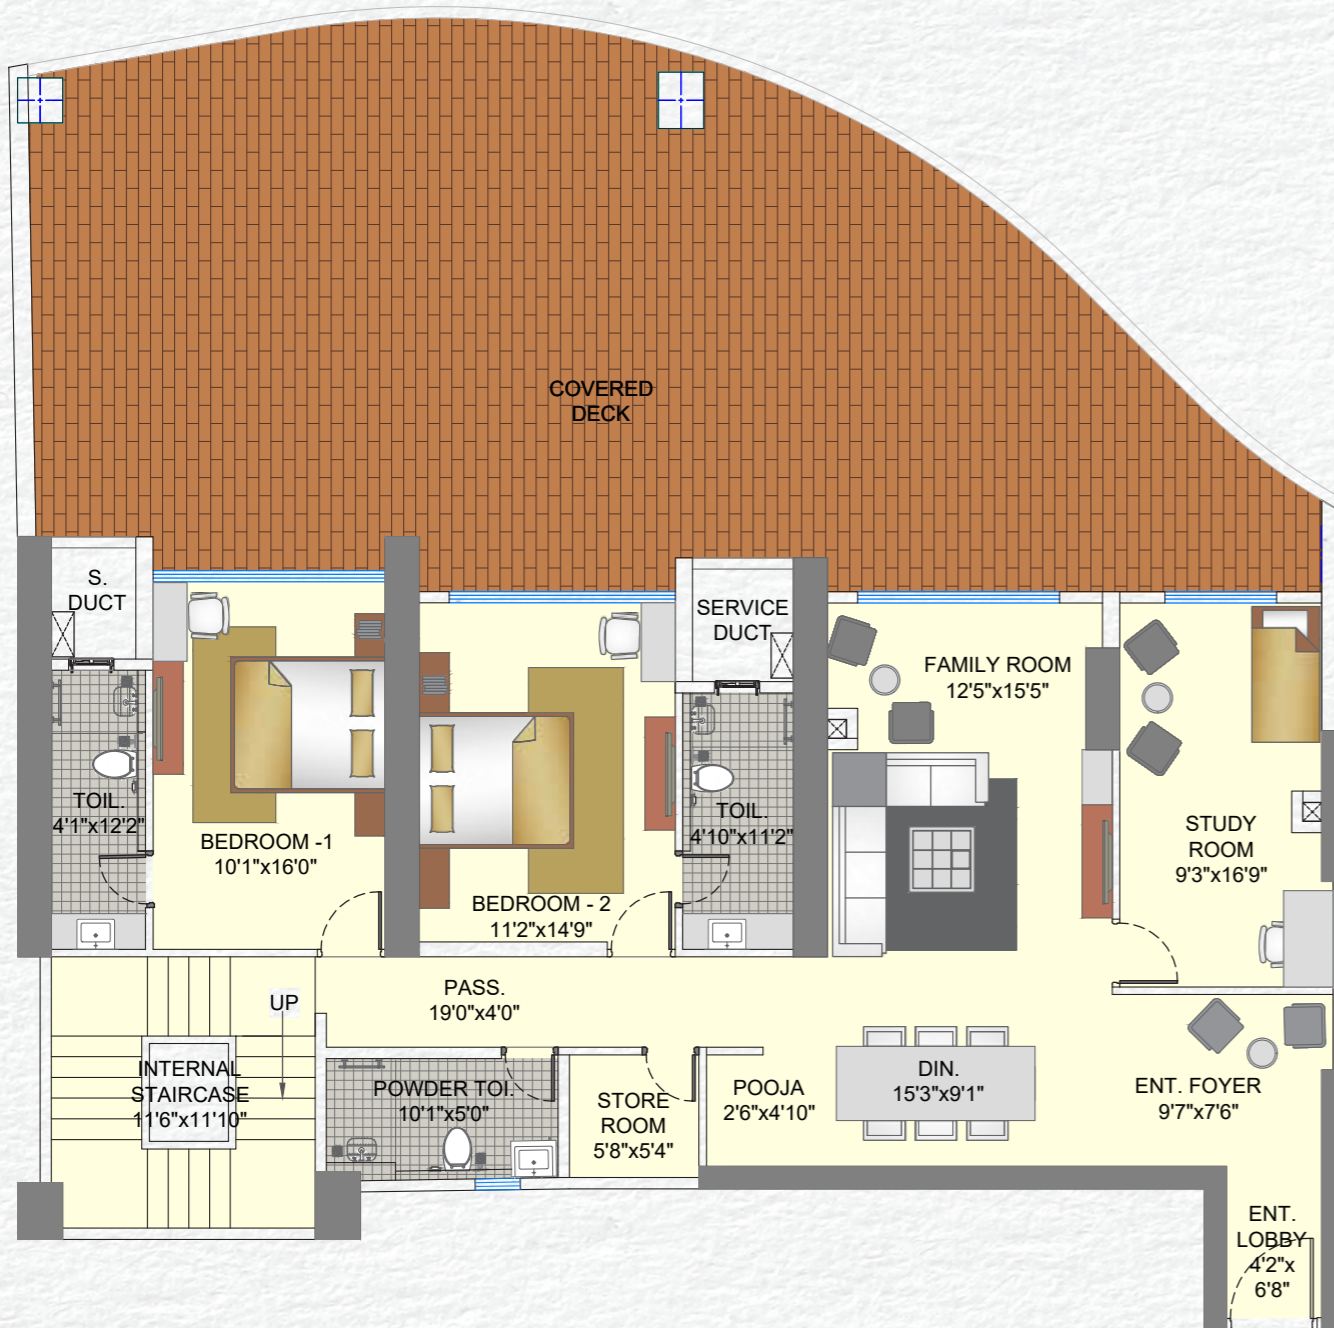 COVERED
DECK
S.
DUCT
SERVICE
DUCT
FAMILY ROOM
12'5"x15'5"
TOIL.
4'1"x12'2"
BEDROOM -1
10'1"x16'0"
TOIL.
4'10"x11'2"
STUDY
ROOM
9'3"x16'9"
BEDROOM - 2
11'2"x14'9"
PASS.
19'0"x4'0"
UP
INTERNAL
STAIRCASE
11'6"x11'10"
POWDER TOI.
10'1"x5'0"
STORE
ROOM
5'8"x5'4"
POOJA
2'6"x4'10"
DIN.
15'3"x9'1"
ENT. FOYER
9'7"x7'6"
ENT.
LOBBY
4'2"x
6'8"